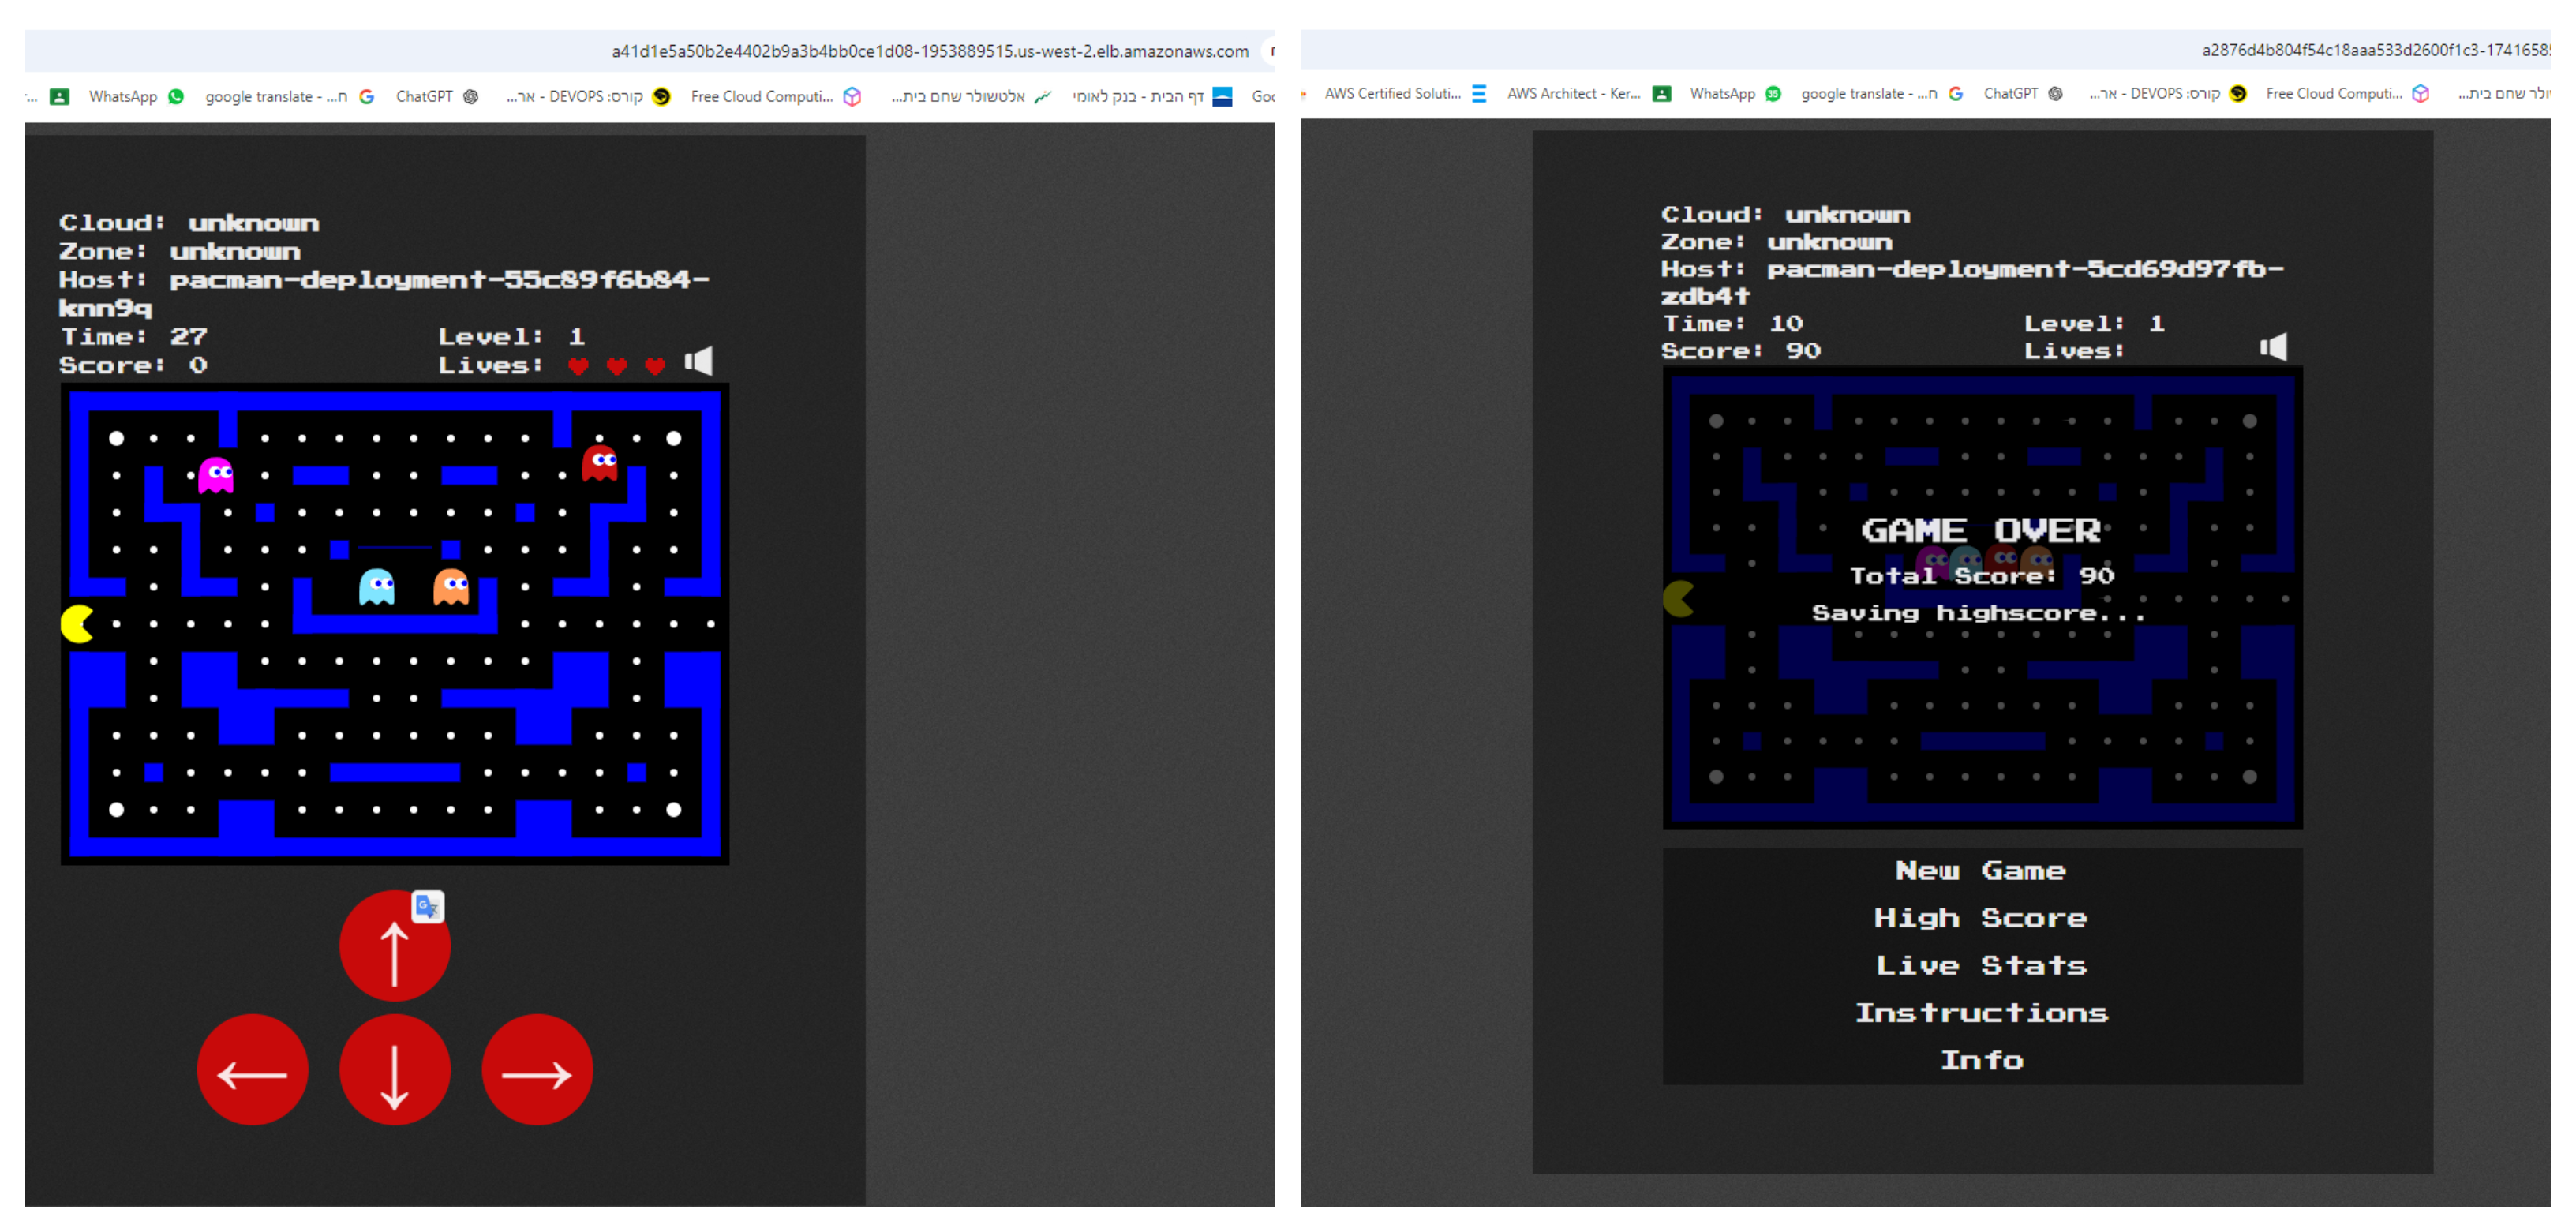 a41d1e5a50b2e4402b9a3b4bb0ce1d08-1953889515.us-west-2.elb.amazonaws.com
WhatsApp
google translate - ...ח
ChatGPT
קורס: DEVOPS - אר...
Free Cloud Computi...
אלטשולר שחם בית...
דף הבית - בנק לאומי
Goo
Cloud: unknown
Zone: unknown
Host: pacman-deployment-55c89f6b84-
knn9q
Time: 27 Level: 1
Score: 0 Lives:
a2876d4b804f54c18aaa533d2600f1c3-17416585
AWS Certified Soluti...
AWS Architect - Ker...
WhatsApp
35
google translate - ...ח
ChatGPT
קורס: DEVOPS - אר...
Free Cloud Computi...
ולר שחם בית...
Cloud: unknown
Zone: unknown
Host: pacman-deployment-5cd69d97fb-
zdb4t
Time: 10 Level: 1
Score: 90 Lives:
GAME OVER
Total Score: 90
Saving highscore...
New Game
High Score
Live Stats
Instructions
Info